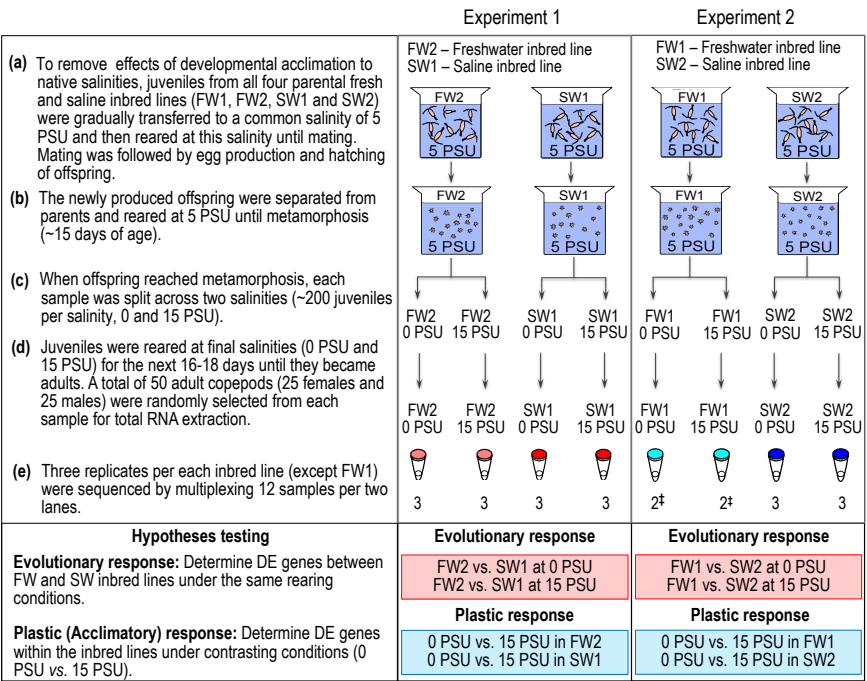 Experiment 1
Experiment 2
(a) To remove effects of developmental acclimation to
native salinities, juveniles from all four parental fresh
and saline inbred lines (FW1, FW2, SW1 and SW2)
were gradually transferred to a common salinity of 5
PSU and then reared at this salinity until mating.
Mating was followed by egg production and hatching
of offspring.
FW2 – Freshwater inbred line
SW1 – Saline inbred line
FW1 – Freshwater inbred line
SW2 – Saline inbred line
FW2
SW1
FW1
SW2
5 PSU
5 PSU
5 PSU
5 PSU
(b) The newly produced offspring were separated from
parents and reared at 5 PSU until metamorphosis
(~15 days of age).
FW2
SW1
FW1
SW2
5 PSU
5 PSU
5 PSU
5 PSU
(c) When offspring reached metamorphosis, each
sample was split across two salinities (~200 juveniles
per salinity, 0 and 15 PSU).
FW2 FW2 SW1 SW1 FW1 FW1 SW2 SW2
0 PSU 15 PSU 0 PSU 15 PSU 0 PSU 15 PSU 0 PSU 15 PSU
(d) Juveniles were reared at final salinities (0 PSU and
15 PSU) for the next 16-18 days until they became
adults. A total of 50 adult copepods (25 females and
25 males) were randomly selected from each
sample for total RNA extraction.
FW2 FW2 SW1 SW1 FW1 FW1 SW2 SW2
0 PSU 15 PSU 0 PSU 15 PSU 0 PSU 15 PSU 0 PSU 15 PSU
(e) Three replicates per each inbred line (except FW1)
were sequenced by multiplexing 12 samples per two
lanes.
3 3 3 3 2‡ 2‡ 3 3
Hypotheses testing
Evolutionary response: Determine DE genes between
FW and SW inbred lines under the same rearing
conditions.
Plastic (Acclimatory) response: Determine DE genes
within the inbred lines under contrasting conditions (0
PSU vs. 15 PSU).
Evolutionary response
FW2 vs. SW1 at 0 PSU
FW2 vs. SW1 at 15 PSU
Plastic response
0 PSU vs. 15 PSU in FW2
0 PSU vs. 15 PSU in SW1
Evolutionary response
FW1 vs. SW2 at 0 PSU
FW1 vs. SW2 at 15 PSU
Plastic response
0 PSU vs. 15 PSU in FW1
0 PSU vs. 15 PSU in SW2